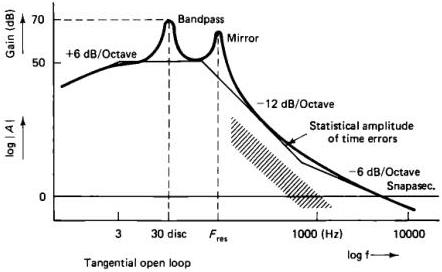 Gain (dB)
70
Bandpass
Mirror
+6 dB/Octave
50
log | A |
−12 dB/Octave
Statistical amplitude
of time errors
−6 dB/Octave
Snapasec.
0
3
30 disc
Fres
1000 (Hz)
10000
log f
Tangential open loop